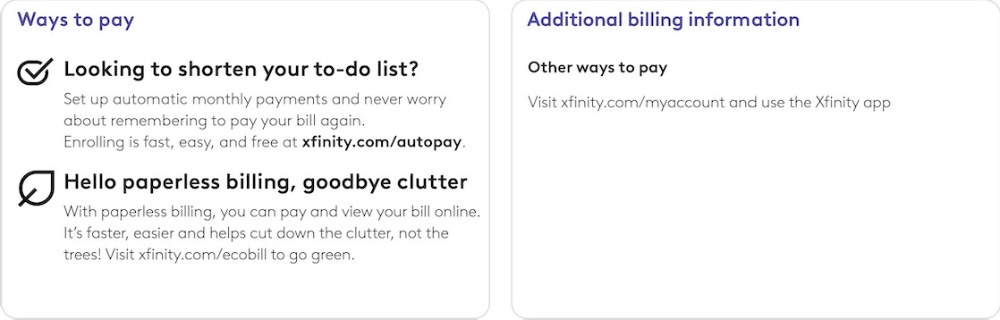 Ways to pay
Looking to shorten your to-do list?
Set up automatic monthly payments and never worry
about remembering to pay your bill again.
Enrolling is fast, easy, and free at xfinity.com/autopay.
Hello paperless billing, goodbye clutter
With paperless billing, you can pay and view your bill online.
It’s faster, easier and helps cut down the clutter, not the
trees! Visit xfinity.com/ecobill to go green.
Additional billing information
Other ways to pay
Visit xfinity.com/myaccount and use the Xfinity app